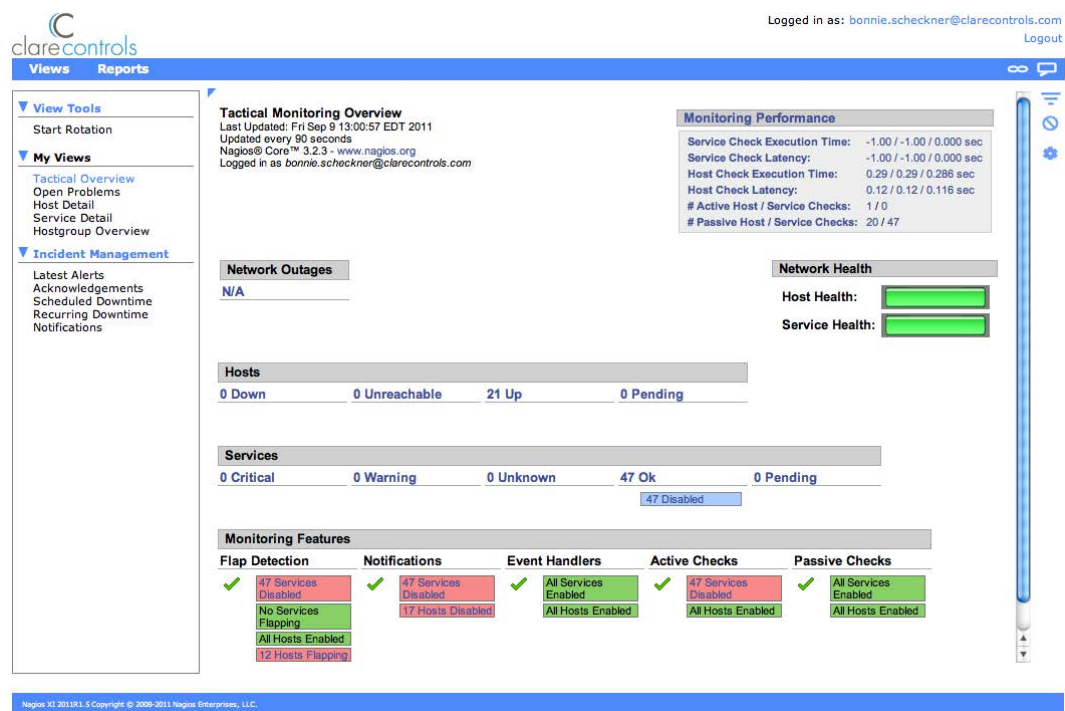 Logged in as: bonnie.scheckner@clarecontrols.com
Logout
clarecontrols
Views Reports
View Tools
Start Rotation
My Views
Tactical Overview
Open Problems
Host Detail
Service Detail
Hostgroup Overview
Incident Management
Latest Alerts
Acknowledgements
Scheduled Downtime
Recurring Downtime
Notifications
Tactical Monitoring Overview
Last Updated: Fri Sep 9 13:00:57 EDT 2011
Updated every 90 seconds
Nagios® Core™ 3.2.3 - www.nagios.org
Logged in as bonnie.scheckner@clarecontrols.com
Monitoring Performance
Service Check Execution Time: -1.00 / -1.00 / 0.000 sec
Service Check Latency: -1.00 / -1.00 / 0.000 sec
Host Check Execution Time: 0.29 / 0.29 / 0.286 sec
Host Check Latency: 0.12 / 0.12 / 0.116 sec
# Active Host / Service Checks: 1 / 0
# Passive Host / Service Checks: 20 / 47
Network Outages
N/A
Network Health
Host Health:
Service Health:
Hosts
0 Down 0 Unreachable 21 Up 0 Pending
Services
0 Critical 0 Warning 0 Unknown 47 Ok 0 Pending
47 Disabled
Monitoring Features
Flap Detection Notifications Event Handlers Active Checks Passive Checks
47 Services
Disabled
No Services
Flapping
All Hosts Enabled
12 Hosts Flapping
47 Services
Disabled
17 Hosts Disabled
All Services
Enabled
All Hosts Enabled
47 Services
Disabled
All Hosts Enabled
All Services
Enabled
All Hosts Enabled
Nagios XI 2011R1.5 Copyright © 2008-2011 Nagios Enterprises, LLC.